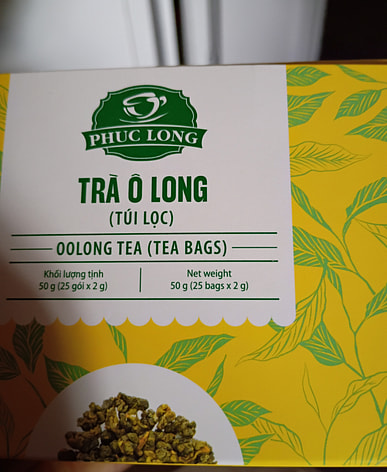 PHUC LONG
TRÀ Ô LONG
(TÚI LỌC)
OOLONG TEA (TEA BAGS)
Khối lượng tịnh
50 g (25 gói x 2 g)
Net weight
50 g (25 bags x 2 g)